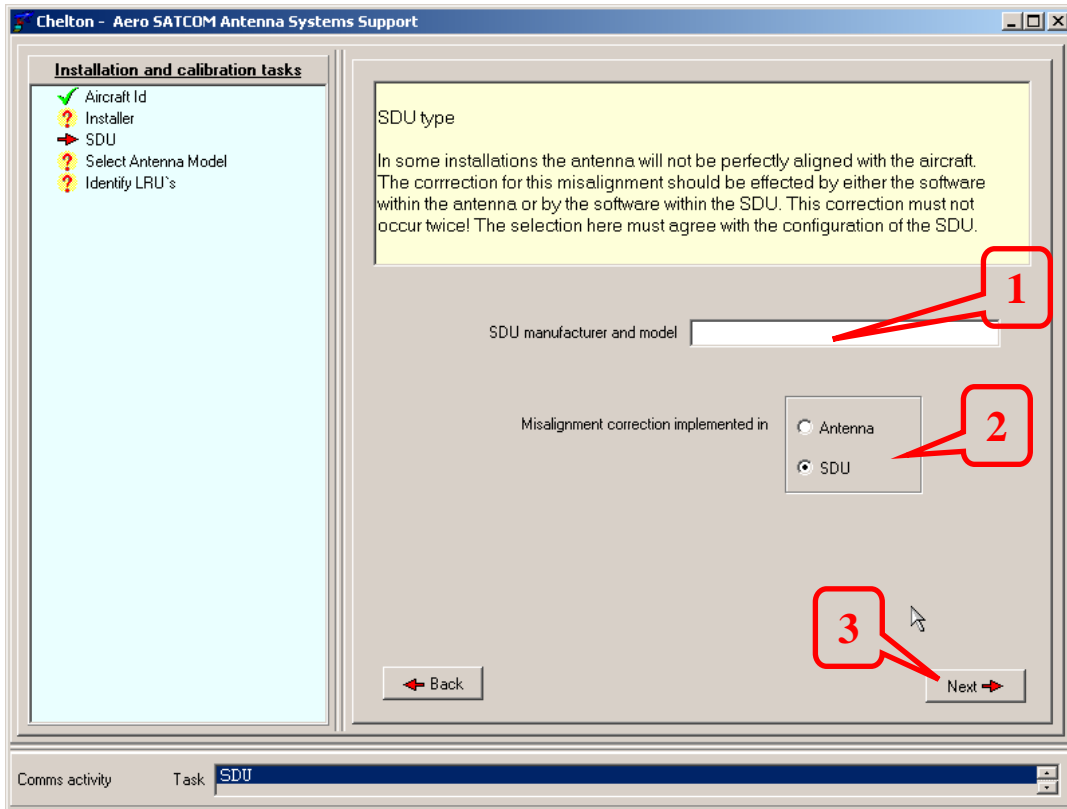 Chelton - Aero SATCOM Antenna Systems Support
Installation and calibration tasks
Aircraft Id
? Installer
SDU
? Select Antenna Model
? Identify LRU`s
SDU type
In some installations the antenna will not be perfectly aligned with the aircraft.
The corrrection for this misalignment should be effected by either the software
within the antenna or by the software within the SDU. This correction must not
occur twice! The selection here must agree with the configuration of the SDU.
1
SDU manufacturer and model
Misalignment correction implemented in
Antenna
SDU
2
3
Back
Next
Comms activity
Task
SDU